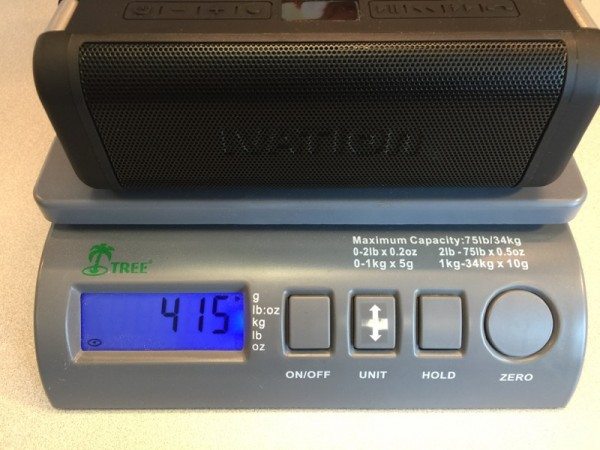 IVATION
Maximum Capacity:75lb/34kg
0-2lb x 0.2oz 2lb - 75lb x 0.5oz
0-1kg x 5g 1kg-34kg x 10g
TREE®
415
g
lb:oz
kg
lb
oz
ON/OFF UNIT HOLD ZERO